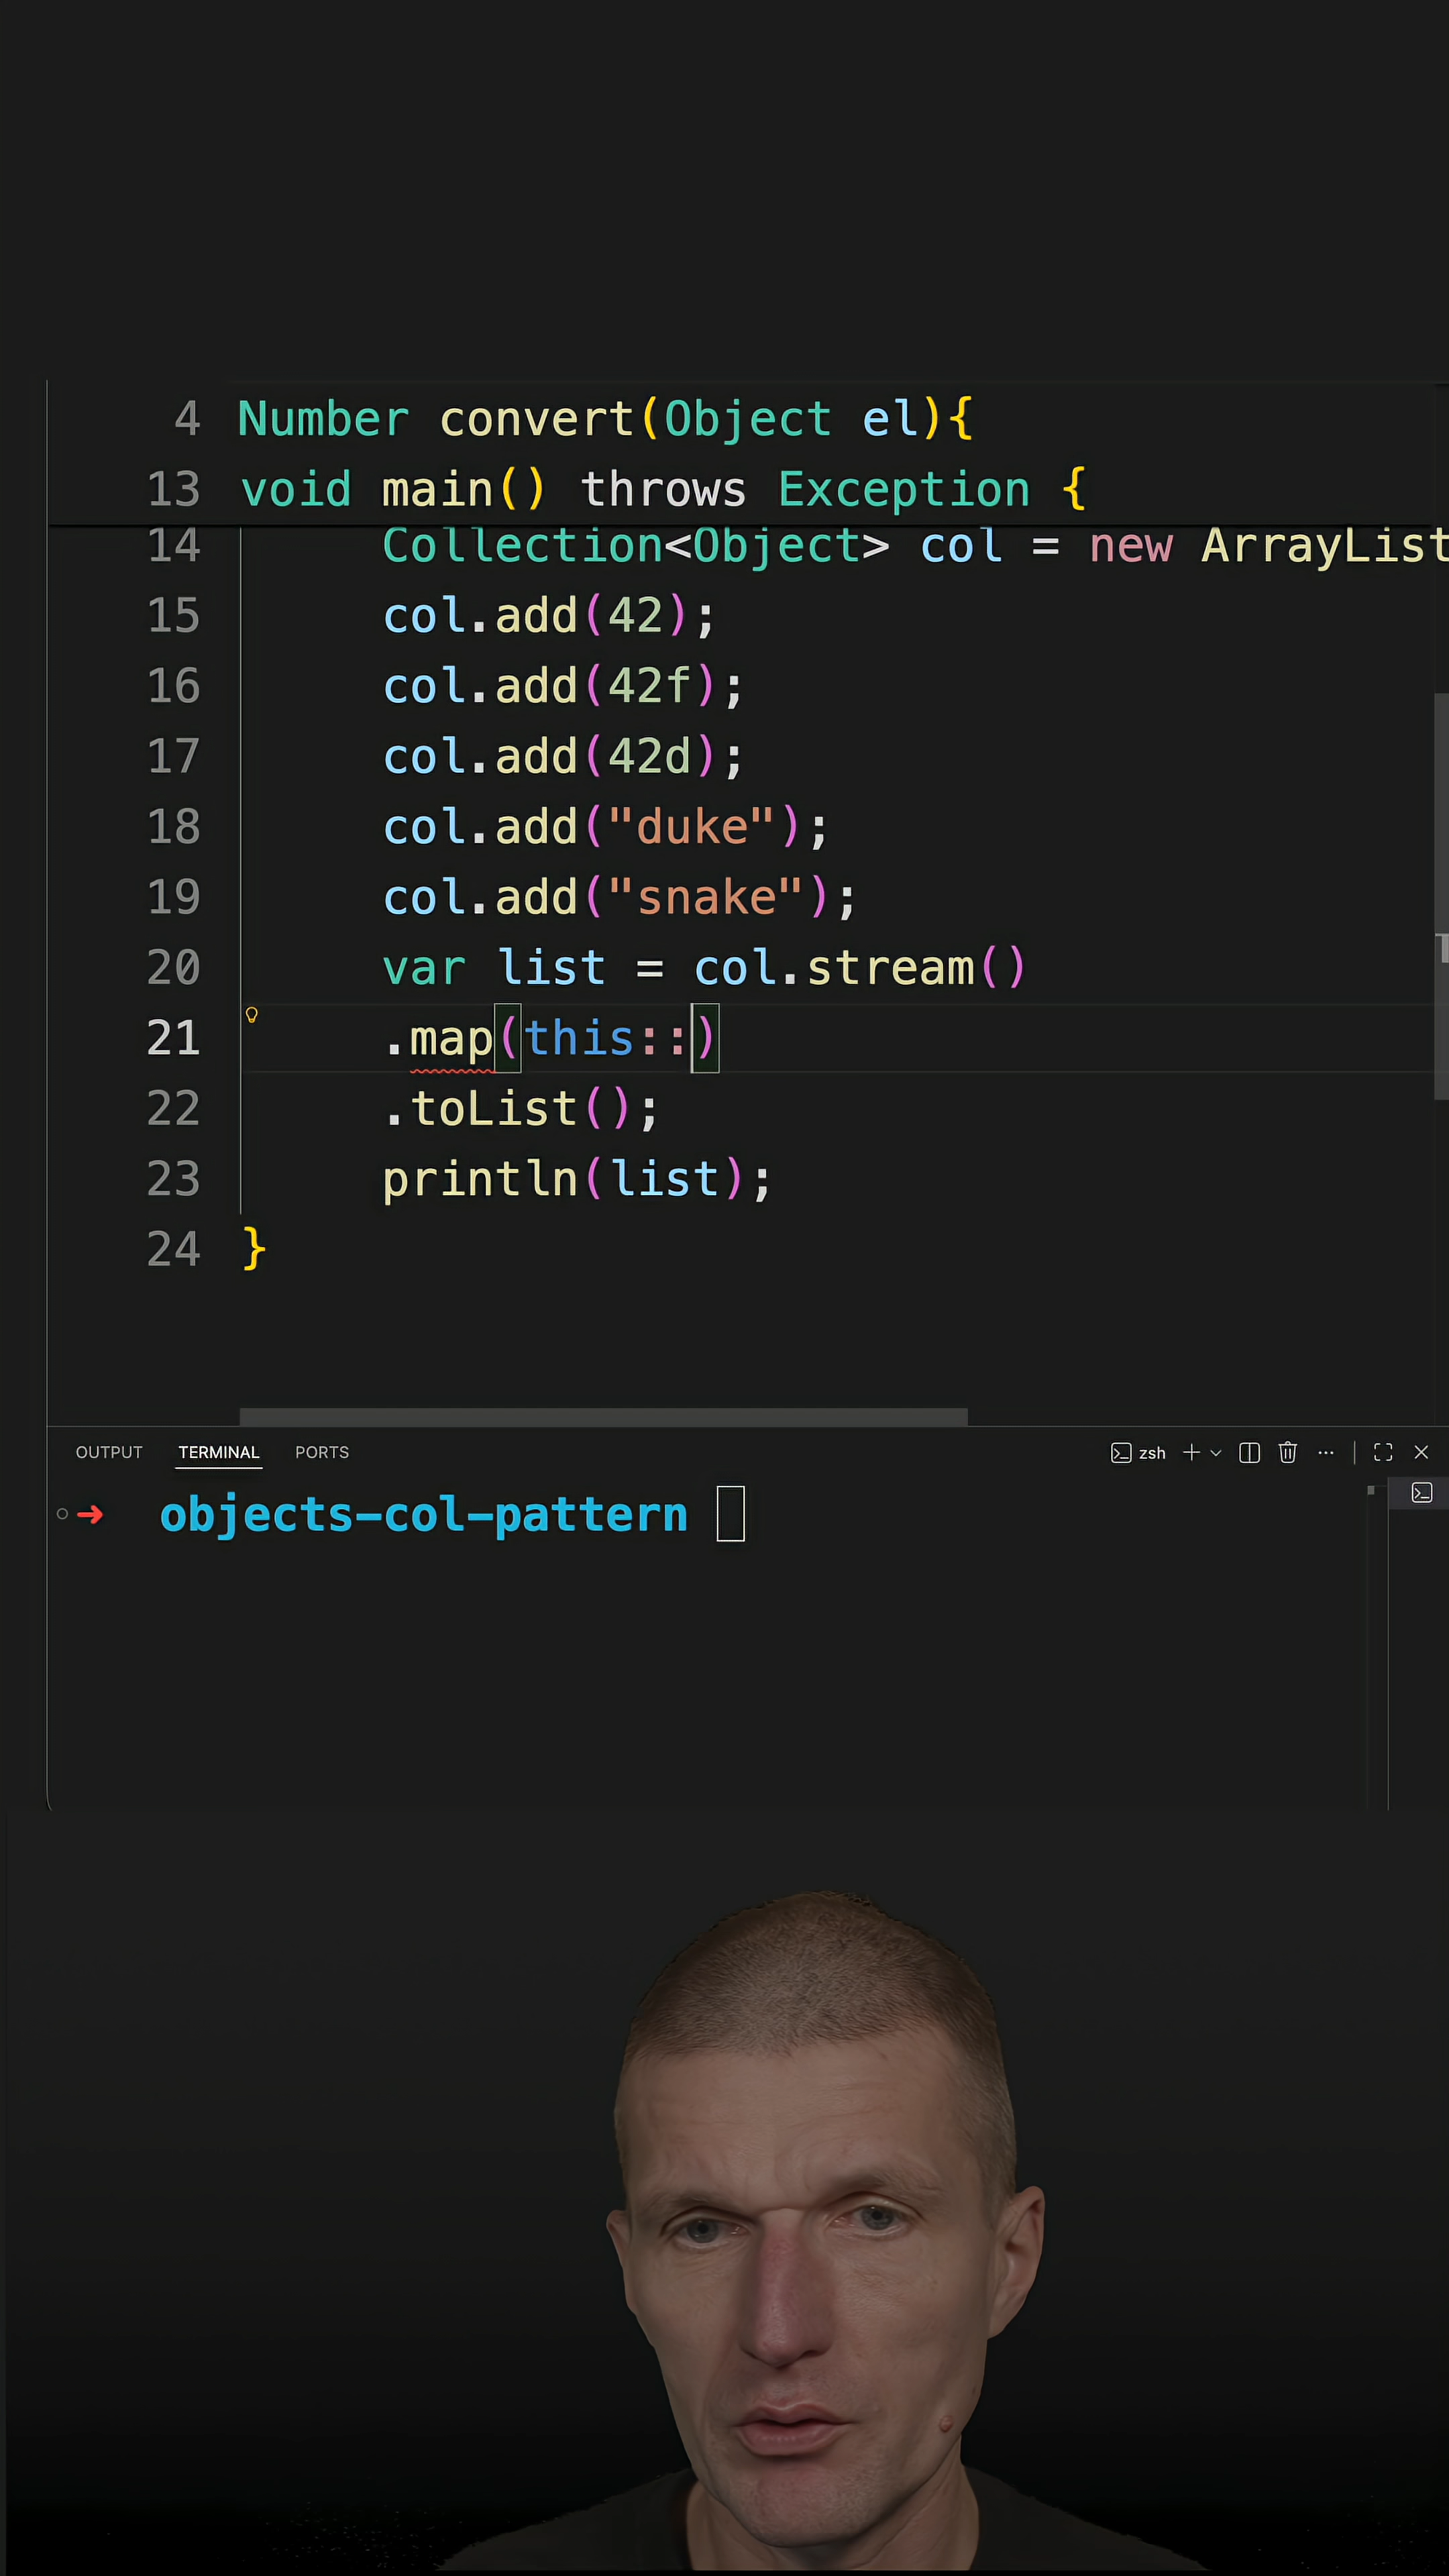 4 Number convert(Object el){
13 void main() throws Exception {
14 Collection<Object> col = new ArrayList
15 col.add(42);
16 col.add(42f);
17 col.add(42d);
18 col.add("duke");
19 col.add("snake");
20 var list = col.stream()
21 .map(this::)
22 .toList();
23 println(list);
24 }
OUTPUT TERMINAL PORTS zsh
objects-col-pattern